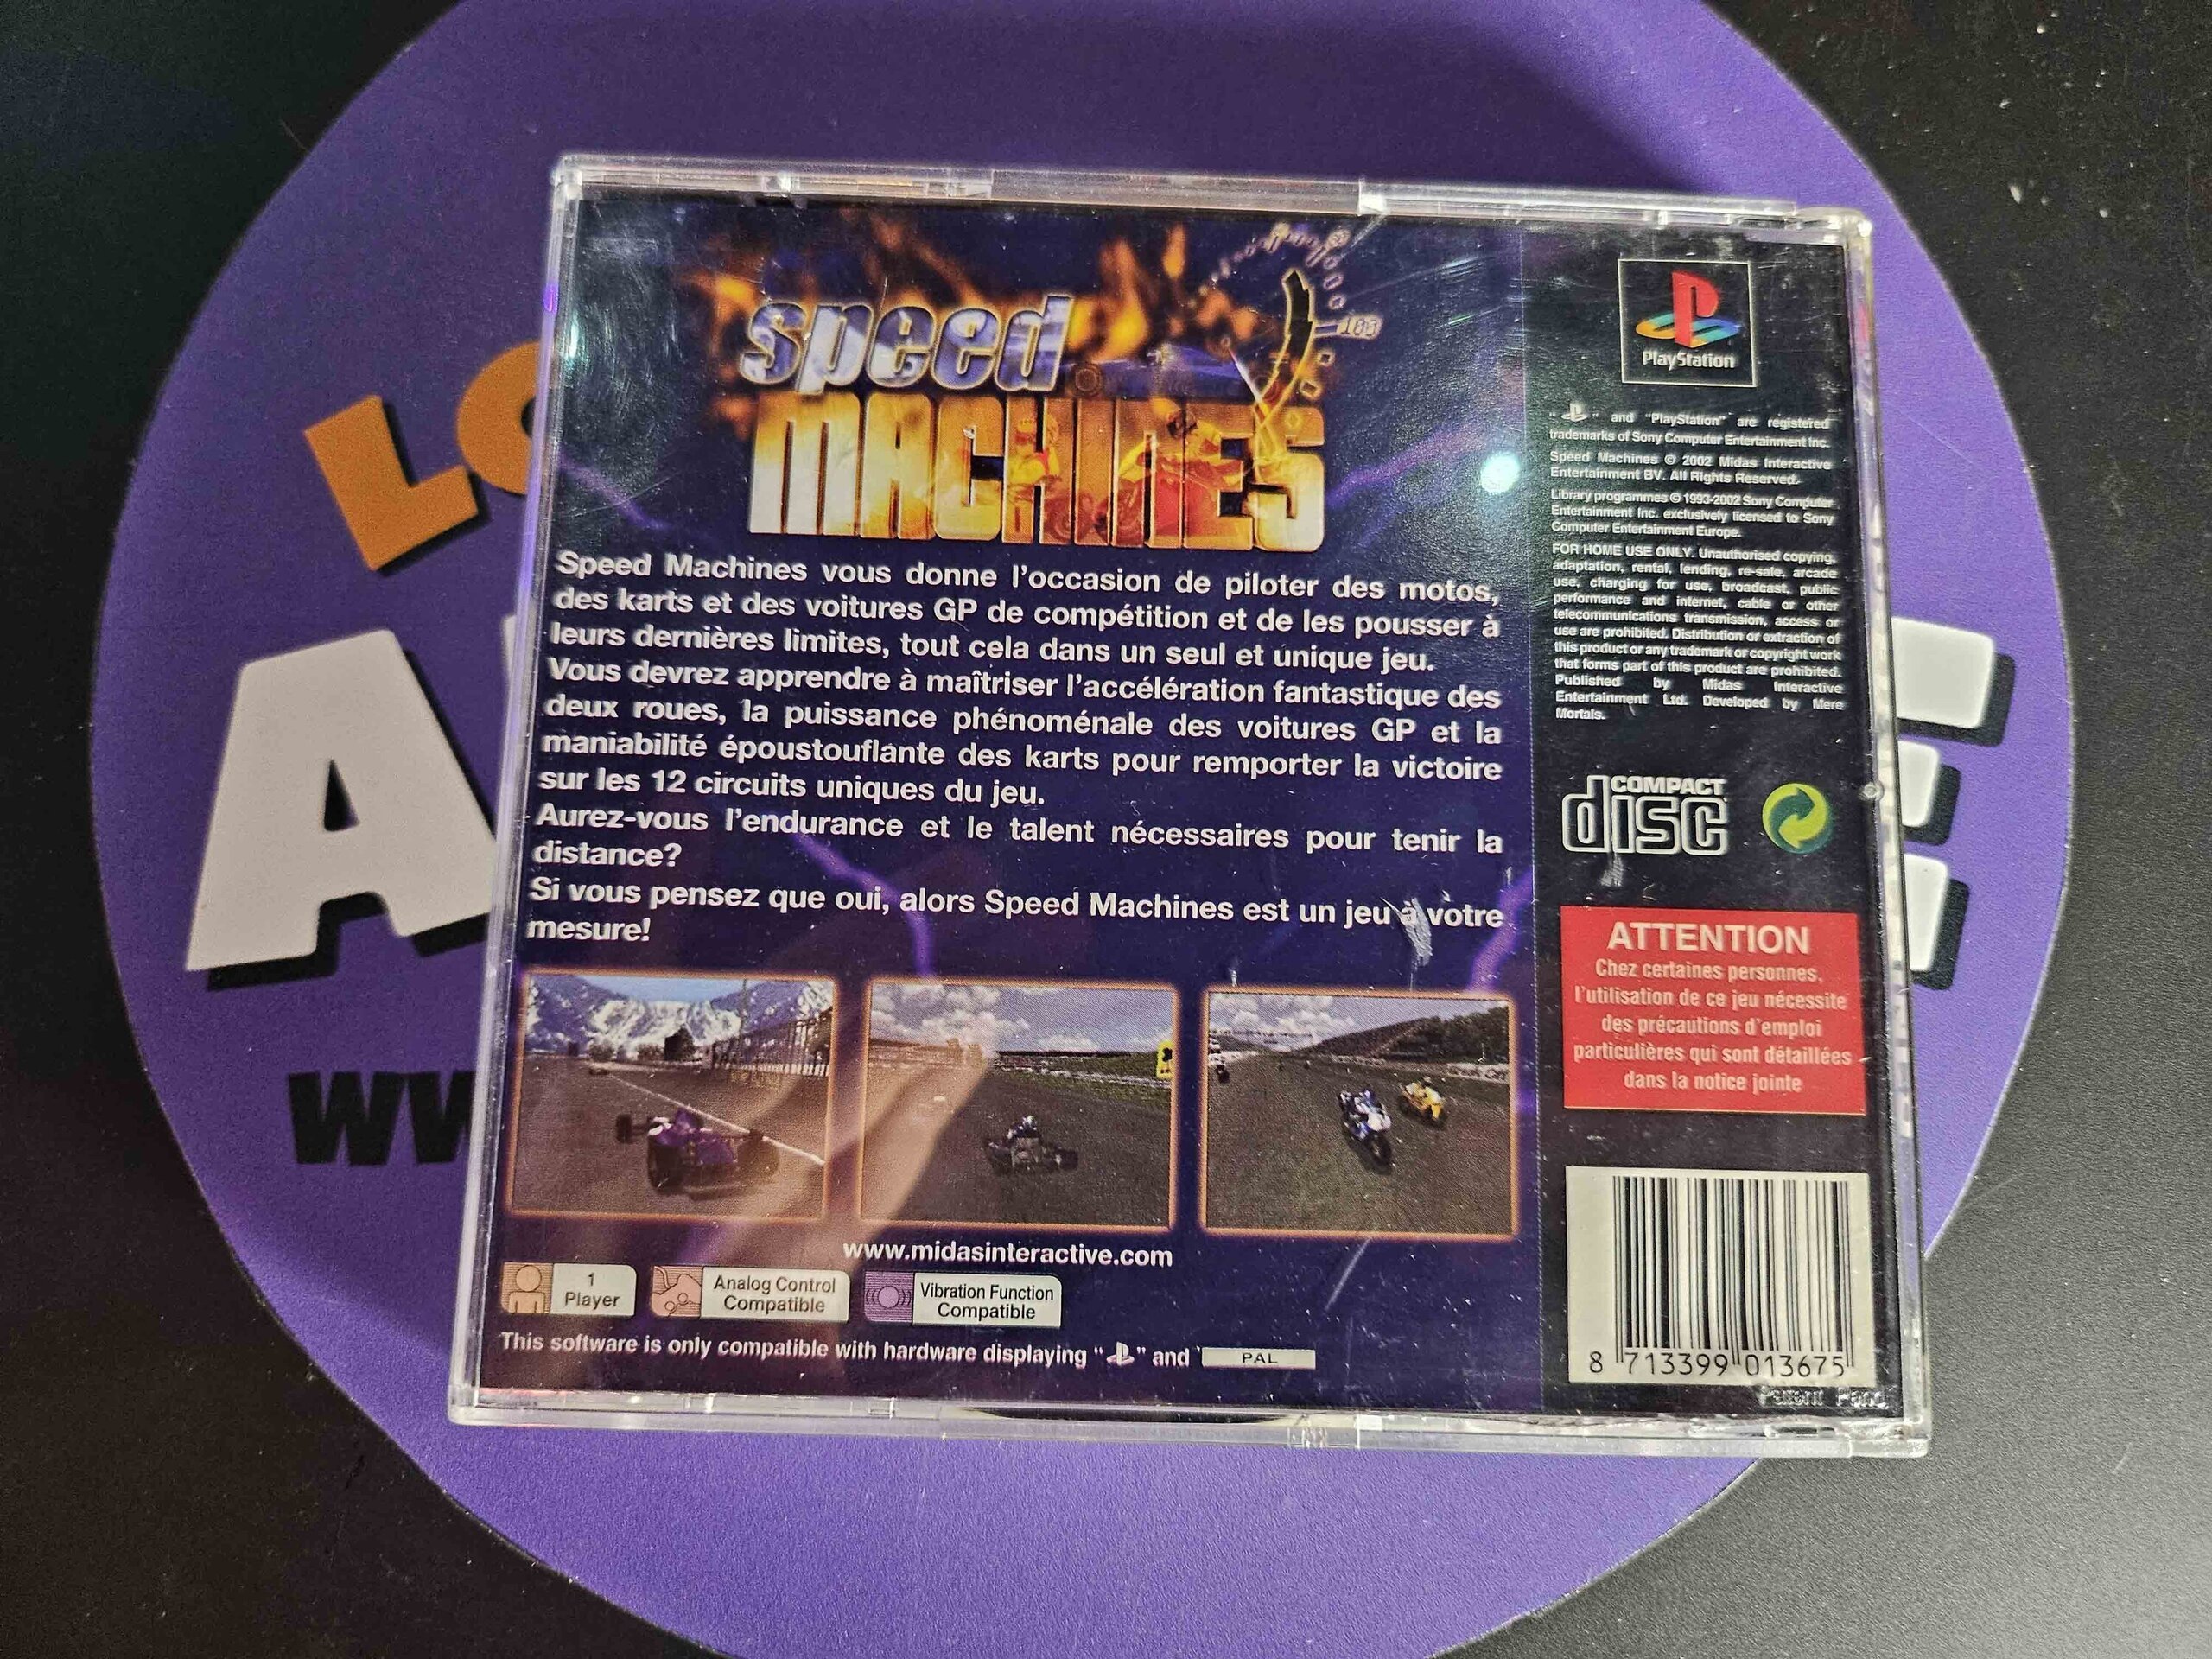 LO
A
WW
speed
MACHINES
Speed Machines vous donne l'occasion de piloter des motos,
des karts et des voitures GP de compétition et de les pousser à
leurs dernières limites, tout cela dans un seul et unique jeu.
Vous devrez apprendre à maîtriser l'accélération fantastique des
deux roues, la puissance phénoménale des voitures GP et la
maniabilité époustouflante des karts pour remporter la victoire
sur les 12 circuits uniques du jeu.
Aurez-vous l'endurance et le talent nécessaires pour tenir la
distance?
Si vous pensez que oui, alors Speed Machines est un jeu à votre
mesure!
www.midasinteractive.com
1
Player
Analog Control
Compatible
Vibration Function
Compatible
This software is only compatible with hardware displaying " " and
PAL
PlayStation
" " and "PlayStation" are registered
trademarks of Sony Computer Entertainment Inc.
Speed Machines © 2002 Midas Interactive
Entertainment BV. All Rights Reserved.
Library programmes © 1993-2002 Sony Computer
Entertainment Inc. exclusively licensed to Sony
Computer Entertainment Europe.
FOR HOME USE ONLY. Unauthorised copying,
adaptation, rental, lending, re-sale, arcade
use, charging for use, broadcast, public
performance and internet, cable or other
telecommunications transmission, access or
use are prohibited. Distribution or extraction of
this product or any trademark or copyright work
that forms part of this product are prohibited.
Published by Midas Interactive
Entertainment Ltd. Developed by Mere
Mortals.
COMPACT
disc
ATTENTION
Chez certaines personnes,
l'utilisation de ce jeu nécessite
des précautions d'emploi
particulières qui sont détaillées
dans la notice jointe
8 713399 013675